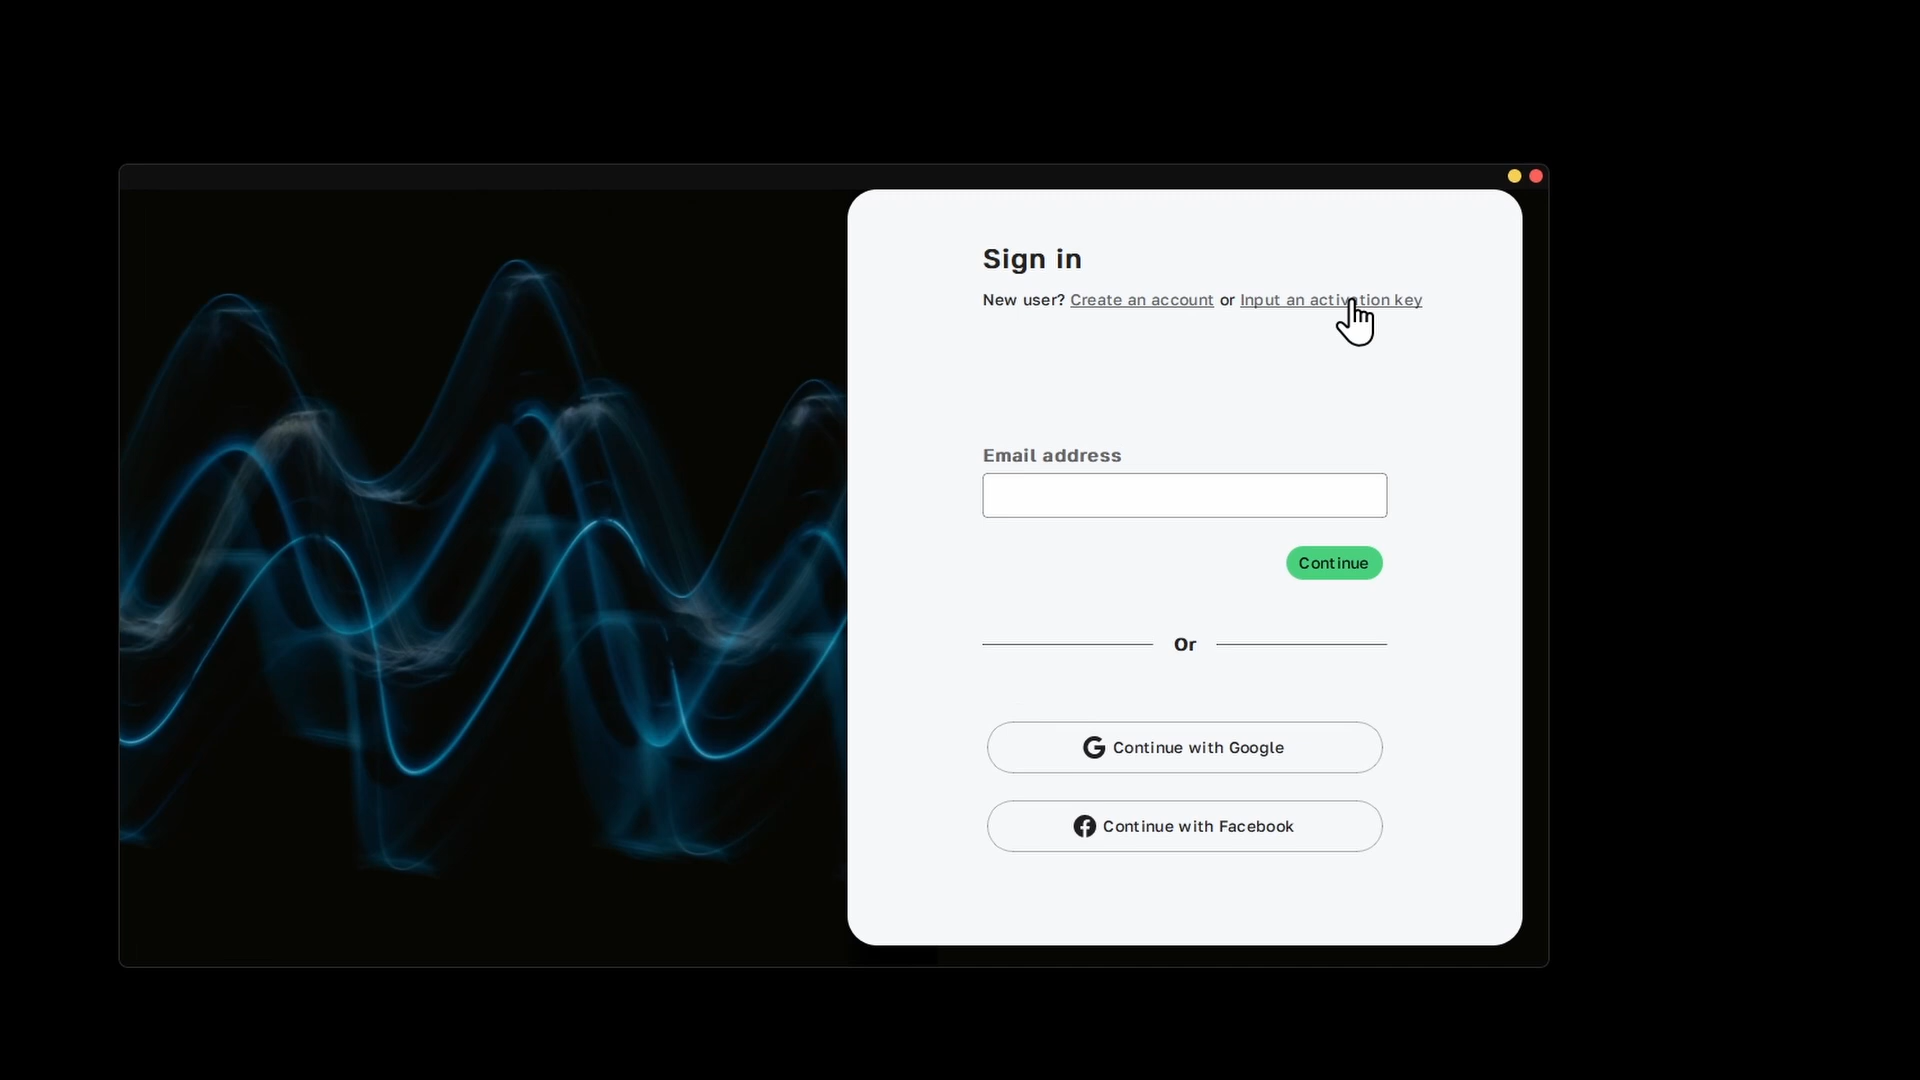 Sign in
New user? Create an account or Input an activation key
Email address
Continue
Or
Continue with Google
Continue with Facebook